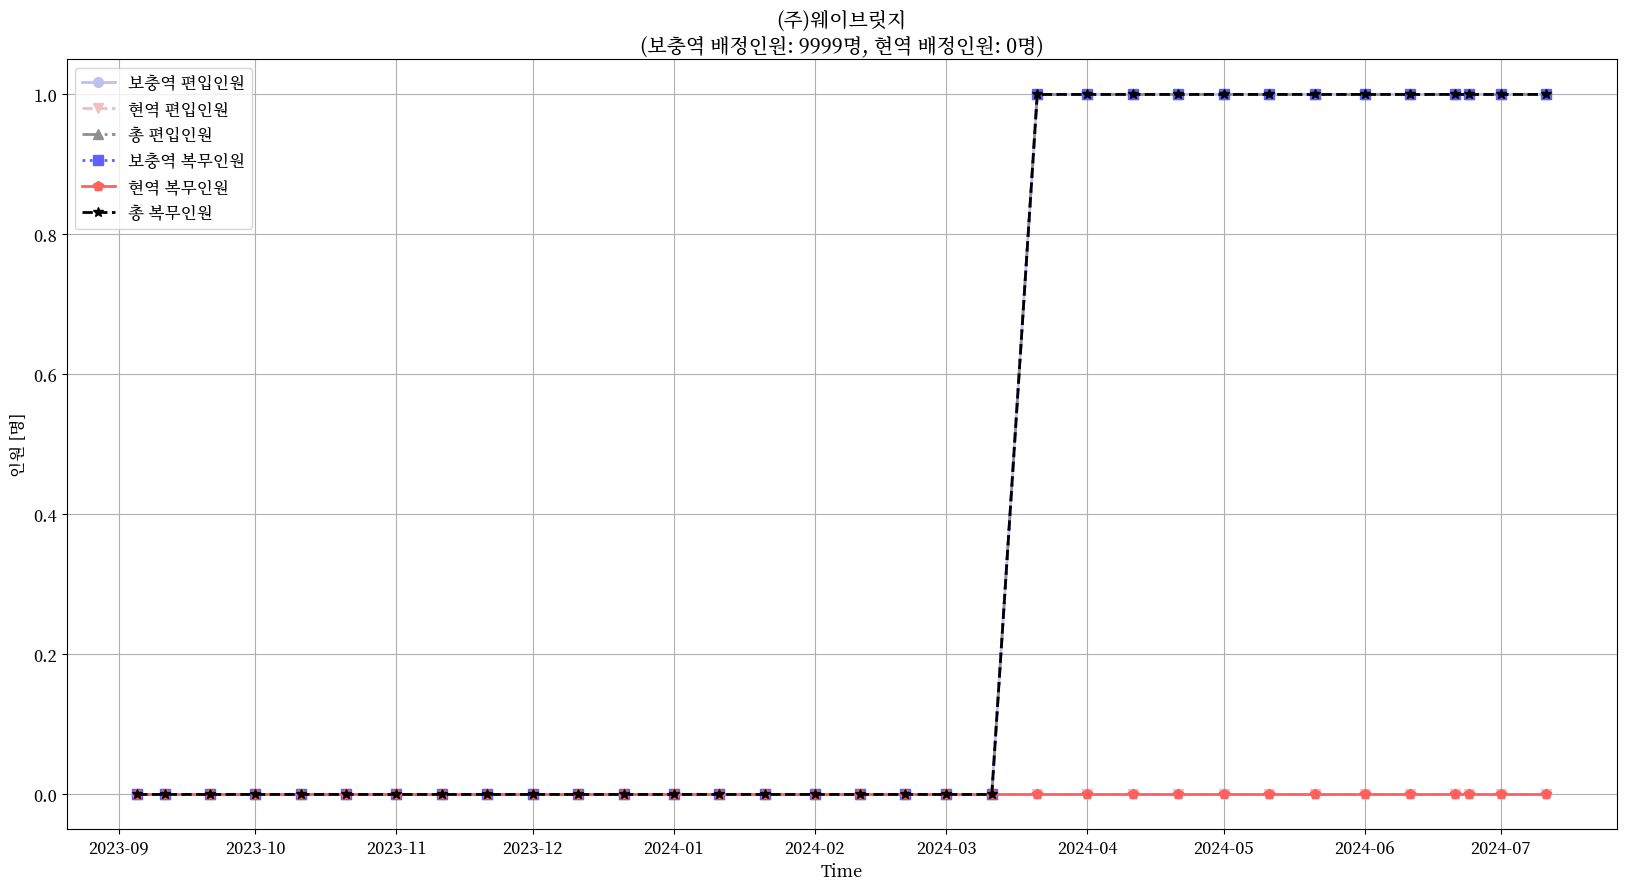 (주)웨이브릿지
(보충역 배정인원: 9999명, 현역 배정인원: 0명)
보충역 편입인원
현역 편입인원
총 편입인원
보충역 복무인원
현역 복무인원
총 복무인원
1.0
0.8
0.6
0.4
0.2
0.0
인원 [명]
2023-09 2023-10 2023-11 2023-12 2024-01 2024-02 2024-03 2024-04 2024-05 2024-06 2024-07
Time